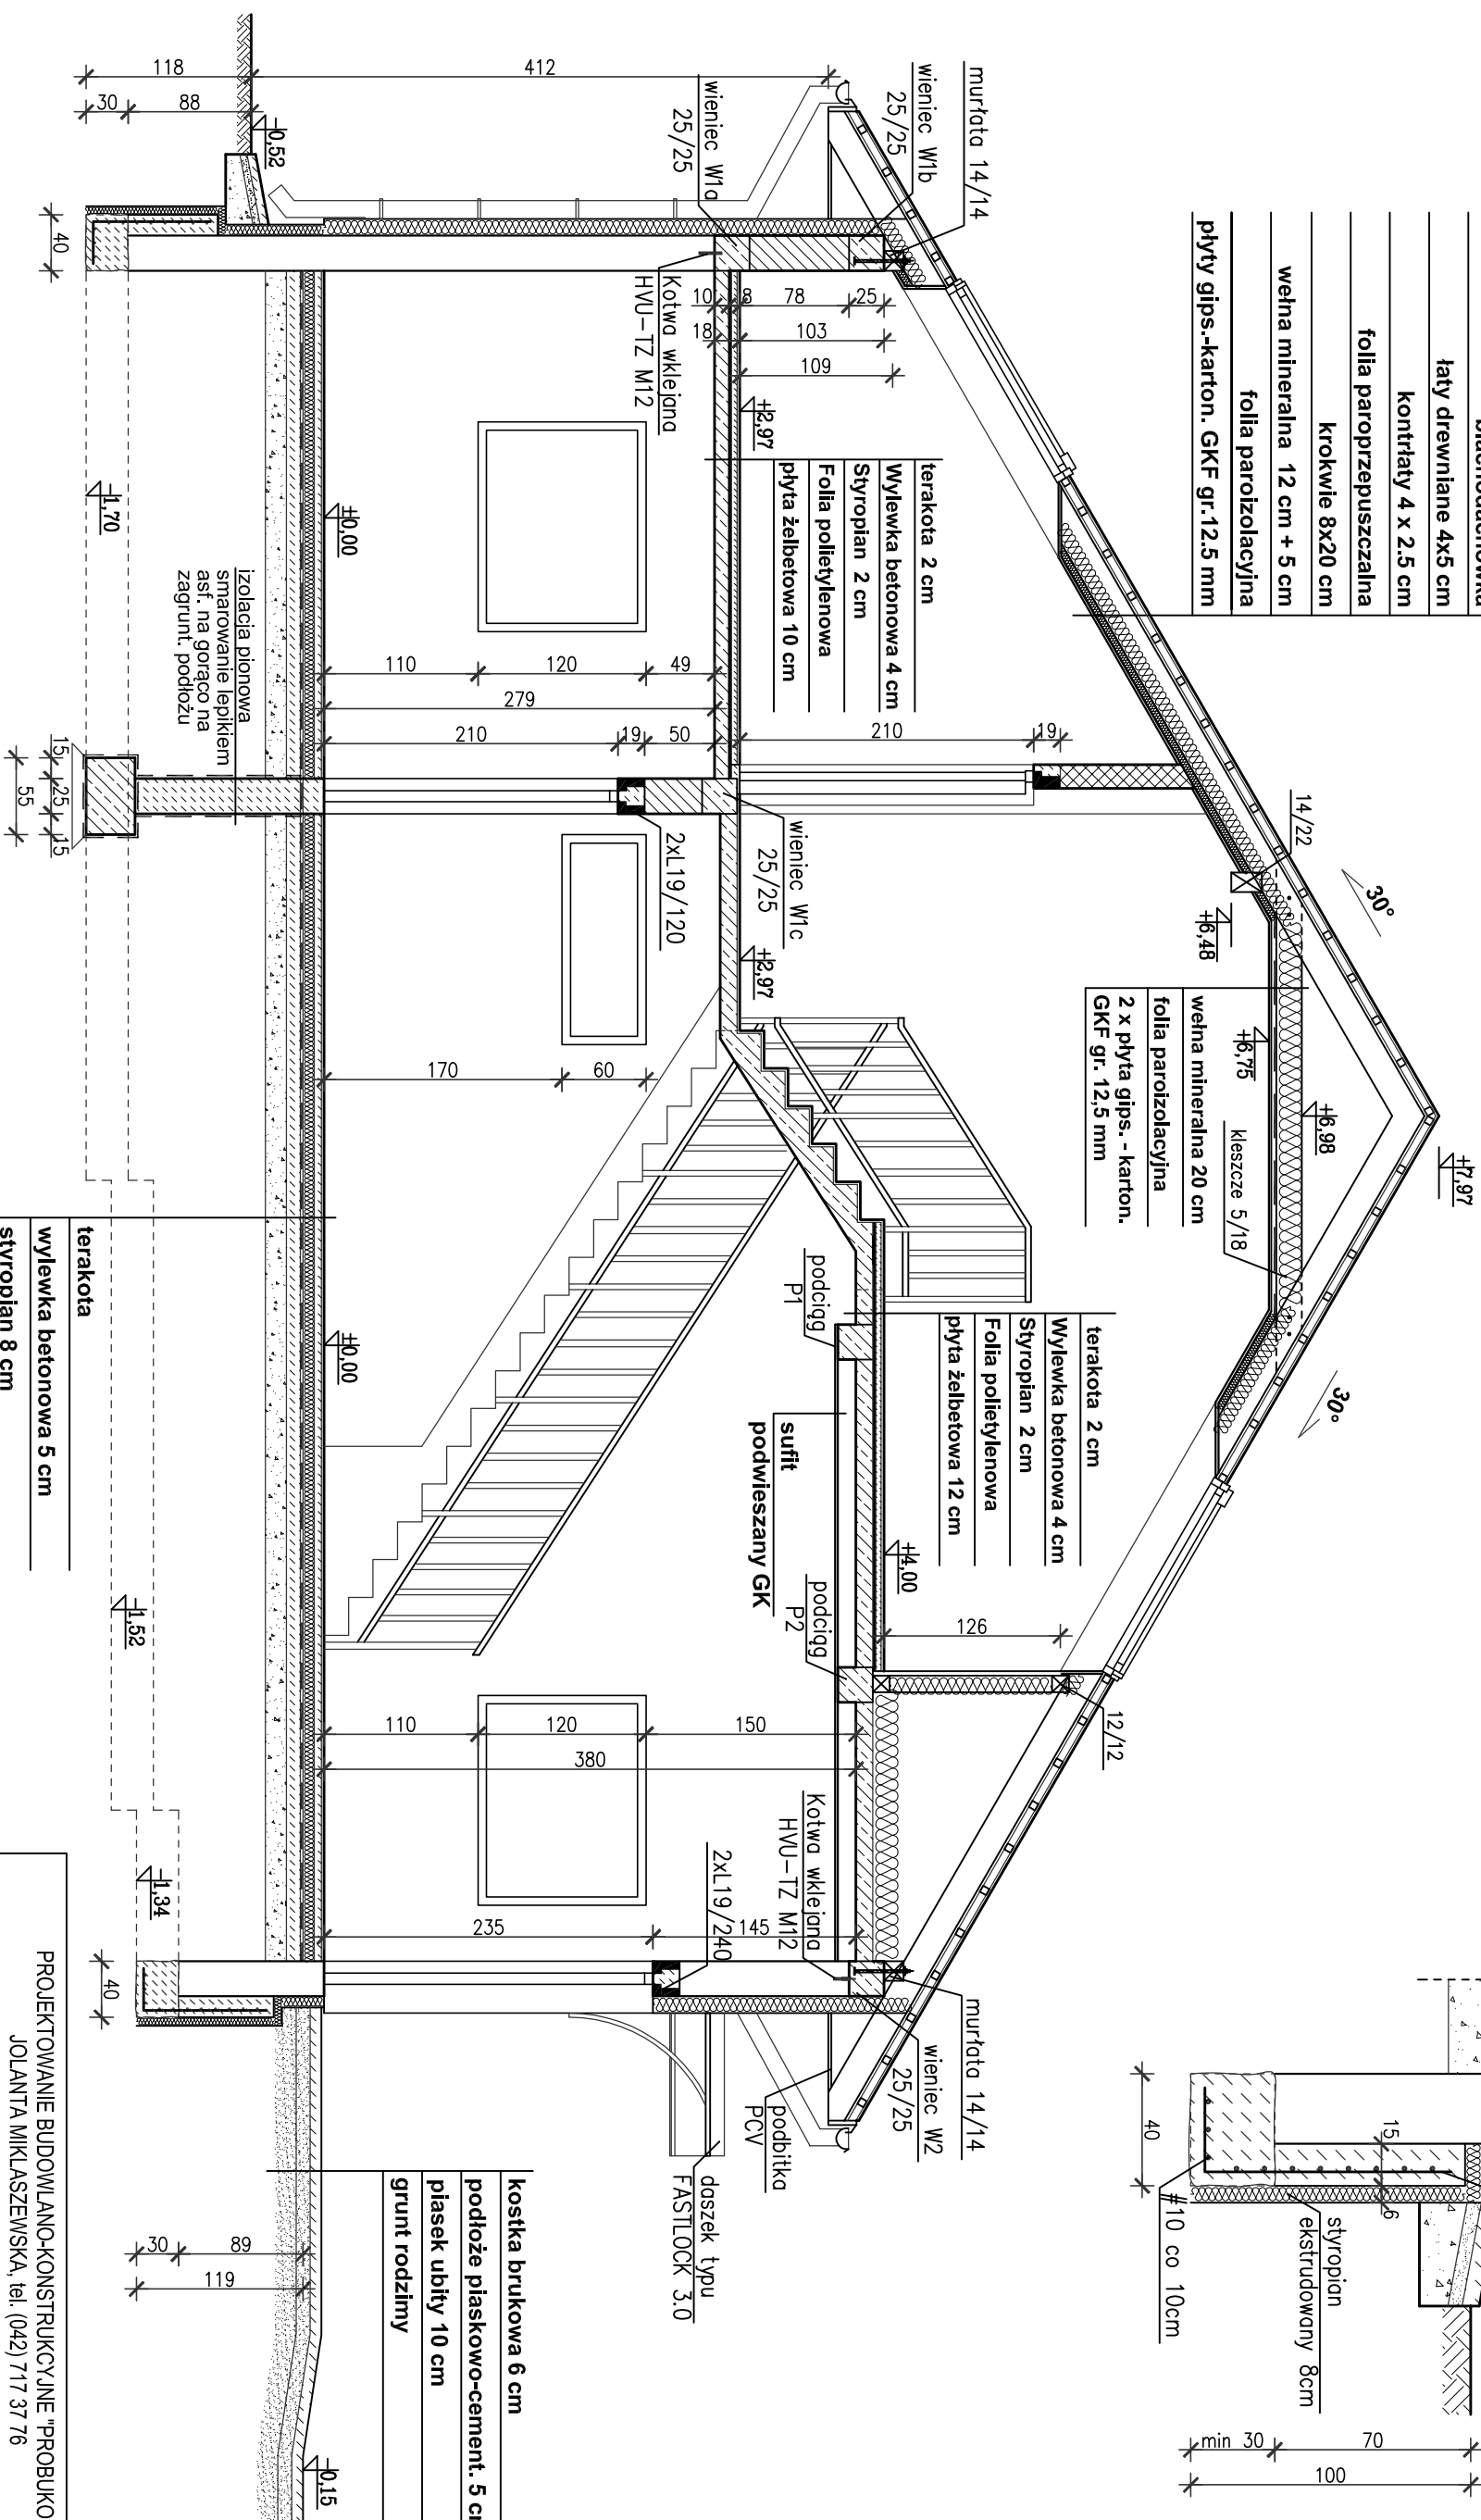 łaty drewniane 4x5 cm
kontrłaty 4 x 2.5 cm
folia paroprzepuszczalna
krokwie 8x20 cm
wełna mineralna 12 cm + 5 cm
folia paroizolacyjna
płyty gips.-karton. GKF gr.12.5 mm
+7,97
30°
30°
+6,98
+6,75
+6,48
14/22
kleszcze 5/18
wełna mineralna 20 cm
folia paroizolacyjna
2 x płyta gips. - karton.
GKF gr. 12,5 mm
murłata 14/14
wieniec W1b
25/25
wieniec W1a
25/25
Kotwa wklejana
HVU-TZ M12
10
8
78
25
18
103
109
+2,97
terakota 2 cm
Wylewka betonowa 4 cm
Styropian 2 cm
Folia polietylenowa
płyta żelbetowa 10 cm
210
19
wieniec W1c
25/25
+2,97
terakota 2 cm
Wylewka betonowa 4 cm
Styropian 2 cm
Folia polietylenowa
płyta żelbetowa 12 cm
+4,00
126
12/12
podciąg
P1
podciąg
P2
sufit
podwieszany GK
murłata 14/14
wieniec W2
25/25
Kotwa wklejana
HVU-TZ M12
podbitka
PCV
daszek typu
FASTLOCK 3.0
2xL19/240
2xL19/120
412
118
30
88
-0,52
40
±0,00
110
120
49
279
210
19
50
170
60
±0,00
110
120
150
380
235
145
-1,70
izolacja pionowa
smarowanie lepikiem
asf. na gorąco na
zagrunt. podłożu
15
25
15
55
-1,52
-1,34
40
terakota
wylewka betonowa 5 cm
styropian 8 cm
kostka brukowa 6 cm
podłoże piaskowo-cement. 5 c
piasek ubity 10 cm
grunt rodzimy
30
89
119
-0,15
15
6
40
#10 co 10cm
styropian
ekstrudowany 8cm
min 30
70
100
PROJEKTOWANIE BUDOWLANO-KONSTRUKCYJNE "PROBUKO
JOLANTA MIKLASZEWSKA, tel. (042) 717 37 76